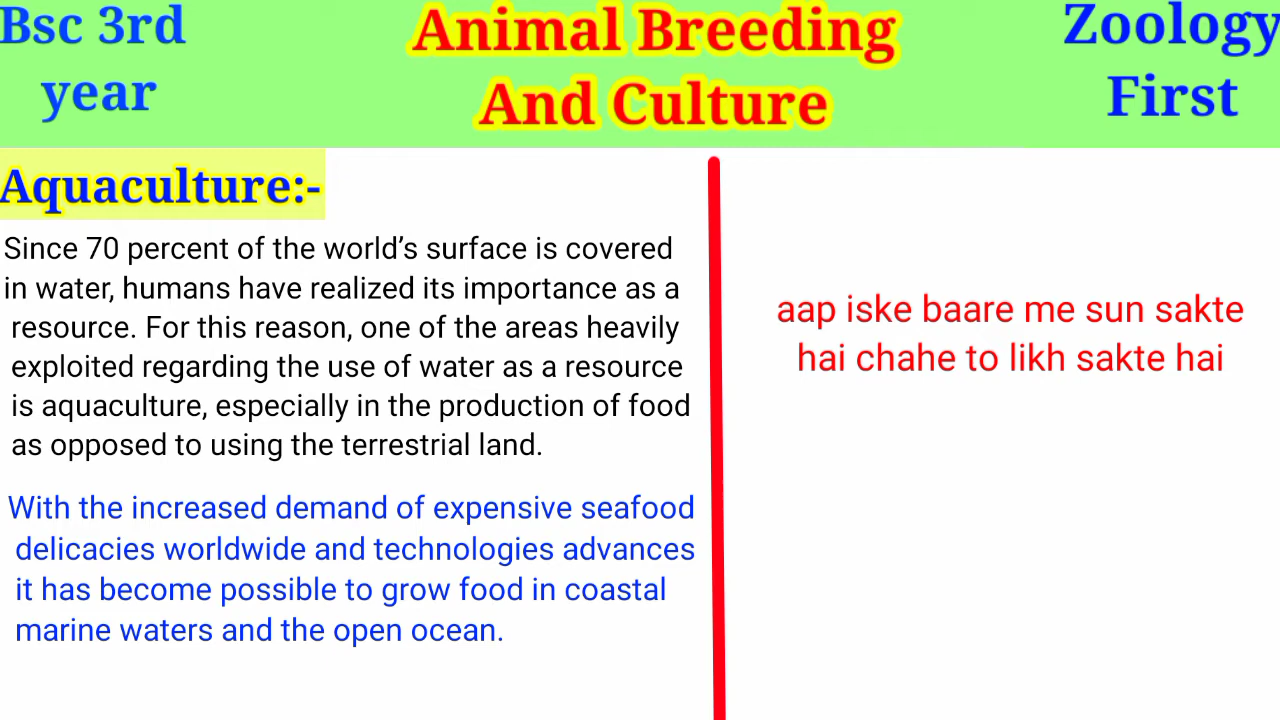 Bsc 3rd
year
Animal Breeding
And Culture
Zoology
First
Aquaculture:-
Since 70 percent of the world’s surface is covered
in water, humans have realized its importance as a
resource. For this reason, one of the areas heavily
exploited regarding the use of water as a resource
is aquaculture, especially in the production of food
as opposed to using the terrestrial land.
With the increased demand of expensive seafood
delicacies worldwide and technologies advances
it has become possible to grow food in coastal
marine waters and the open ocean.
aap iske baare me sun sakte
hai chahe to likh sakte hai